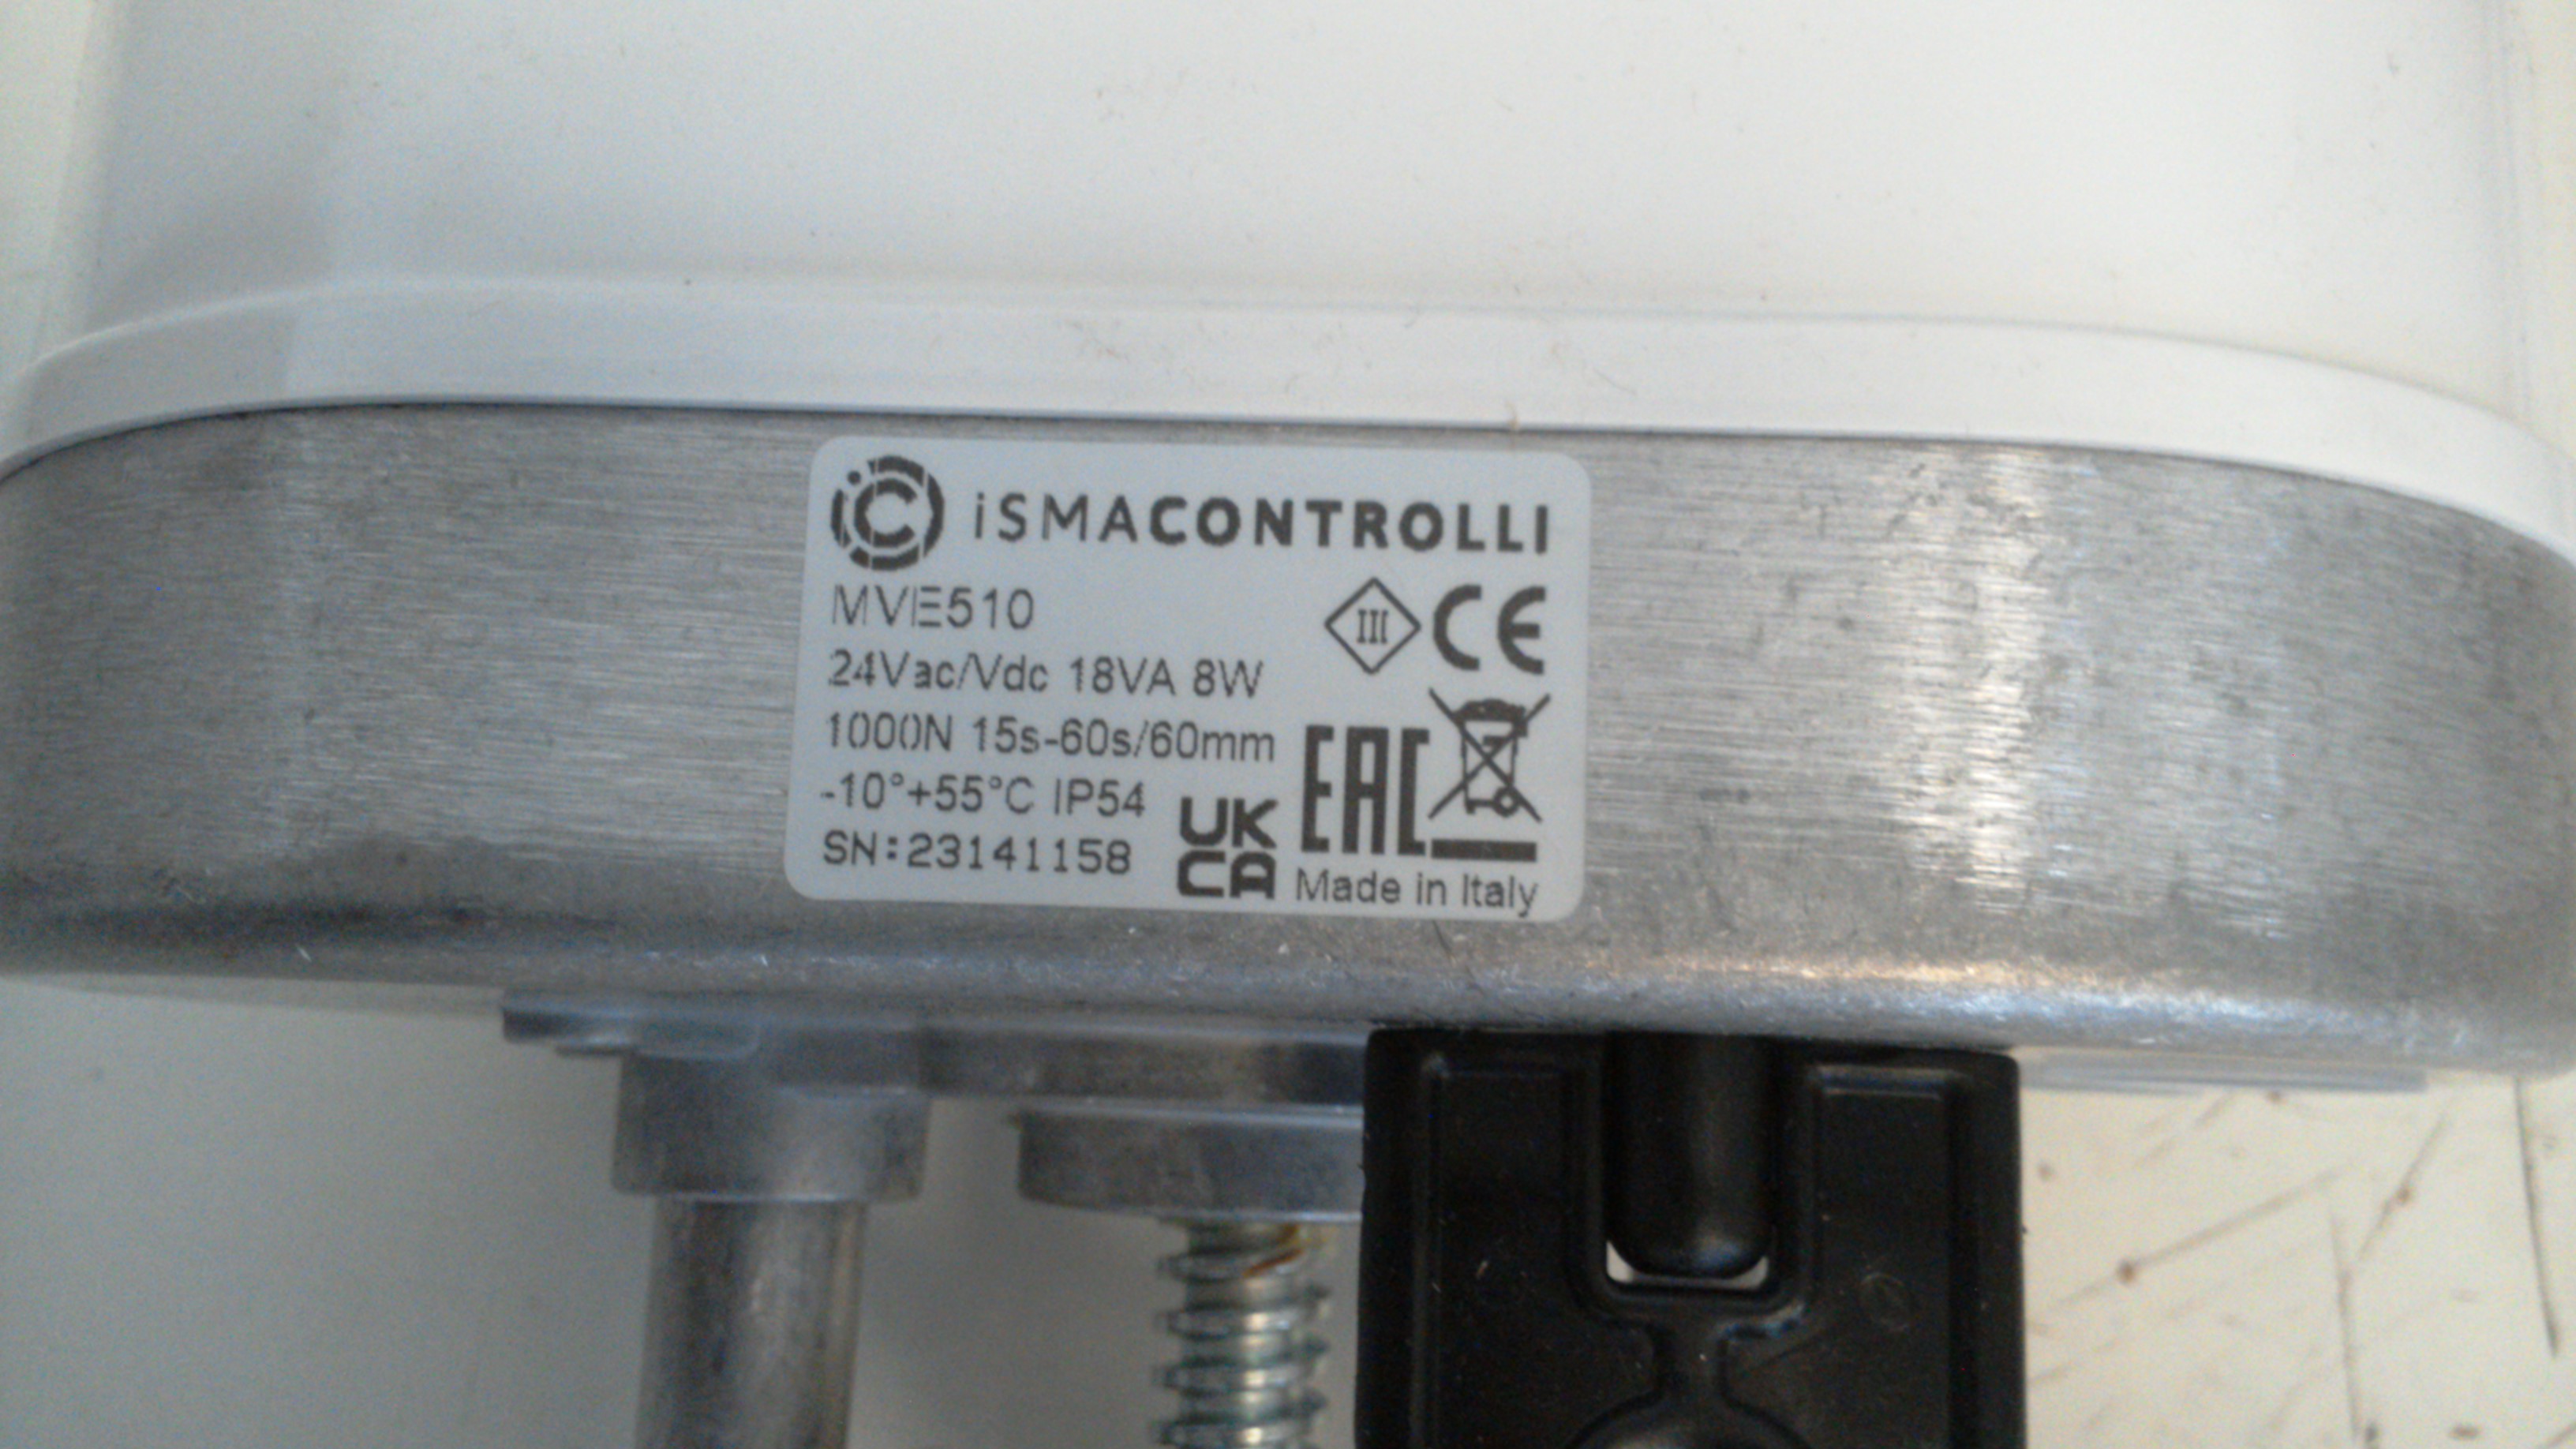 iSMACONTROLLI
MVE510
III CE
24Vac/Vdc 18VA 8W
1000N 15s-60s/60mm
-10°+55°C IP54
EAC
SN:23141158
UK
CA
Made in Italy